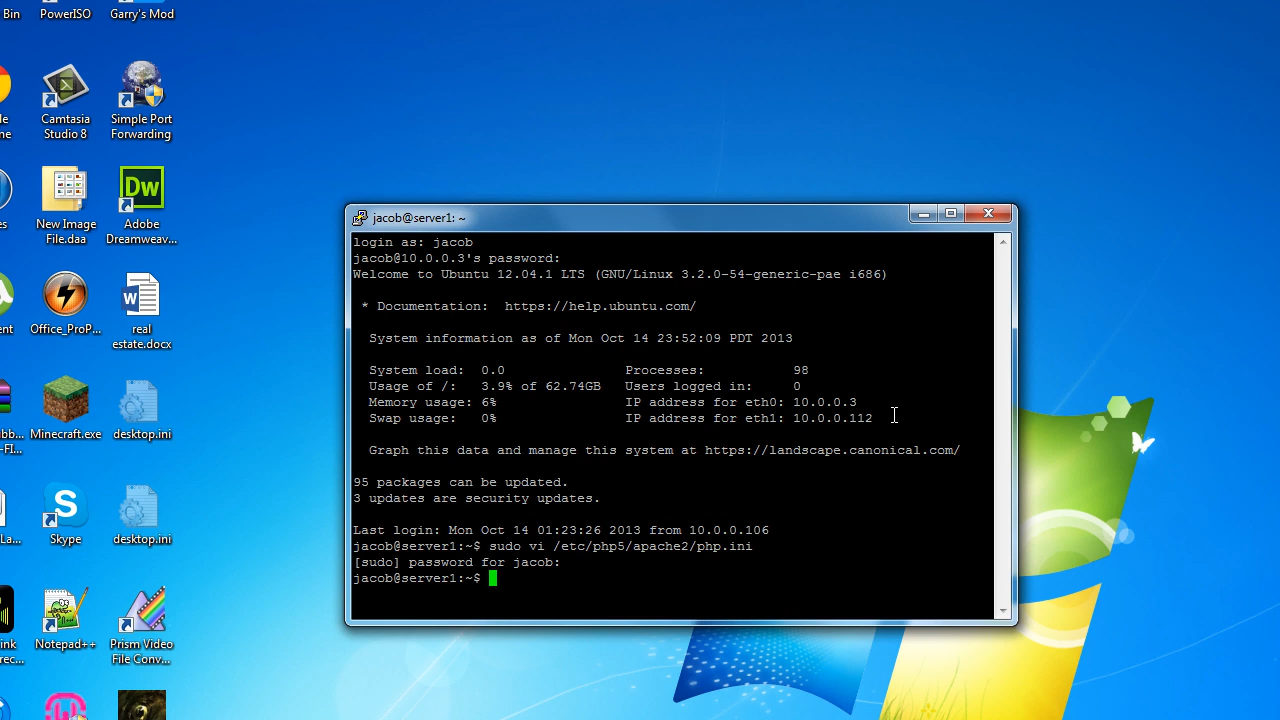 Bin
PowerISO
Garry's Mod
Camtasia
Studio 8
Simple Port
Forwarding
New Image
File.daa
Dw
Adobe
Dreamweav...
Office_ProP...
W
real
estate.docx
Minecraft.exe
desktop.ini
Skype
desktop.ini
Notepad++
Prism Video
File Conv...
jacob@server1: ~
login as: jacob
jacob@10.0.0.3's password:
Welcome to Ubuntu 12.04.1 LTS (GNU/Linux 3.2.0-54-generic-pae i686)
* Documentation:  https://help.ubuntu.com/
System information as of Mon Oct 14 23:52:09 PDT 2013
System load:  0.0               Processes:           98
Usage of /:   3.9% of 62.74GB   Users logged in:     0
Memory usage: 6%                IP address for eth0: 10.0.0.3
Swap usage:   0%                IP address for eth1: 10.0.0.112
Graph this data and manage this system at https://landscape.canonical.com/
95 packages can be updated.
3 updates are security updates.
Last login: Mon Oct 14 01:23:26 2013 from 10.0.0.106
jacob@server1:~$ sudo vi /etc/php5/apache2/php.ini
[sudo] password for jacob:
jacob@server1:~$